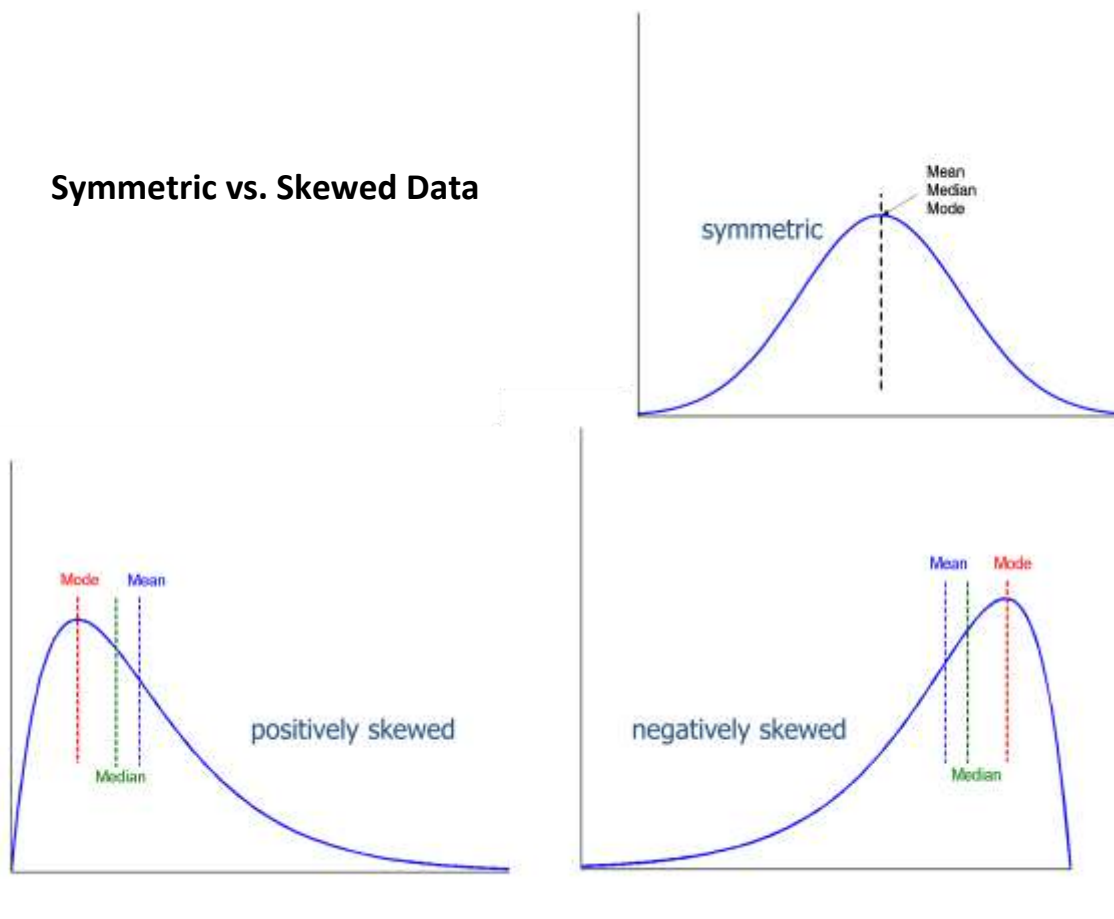 Symmetric vs. Skewed Data
Mean
Median
Mode
symmetric
Mode
Mean
positively skewed
Median
Mean
Mode
negatively skewed
Median